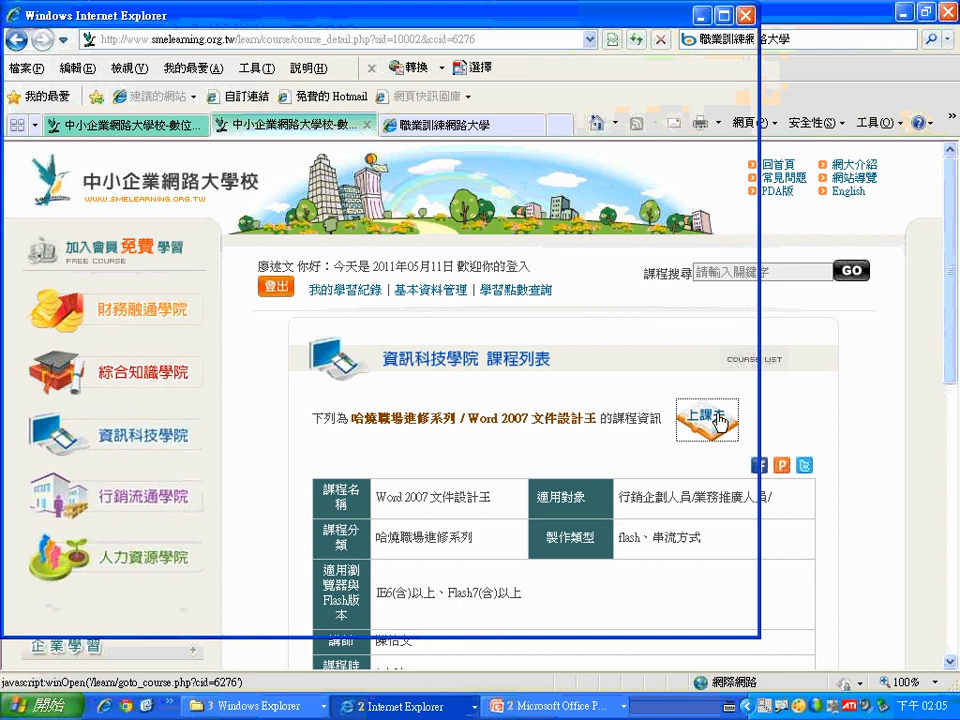 Windows Internet Explorer
http://www.smelearning.org.tw/learn/course/course_detail.php?sid=10002&ccid=6276
職業訓練網路大學
檔案(F) 編輯(E) 檢視(V) 我的最愛(A) 工具(T) 說明(H) x 轉換 選擇
我的最愛 建議的網站 自訂連結 免費的 Hotmail 網頁快訊圖庫
中小企業網路大學校-數位... 中小企業網路大學校-數... 職業訓練網路大學 網頁(P) 安全性(S) 工具(O)
中小企業網路大學校
WWW.SMELEARNING.ORG.TW
回首頁 網大介紹
常見問題 網站導覽
PDA版 English
加入會員 免費 學習
FREE COURSE
廖述文 你好：今天是 2011年05月11日 歡迎你的登入
課程搜尋 請輸入關鍵字 GO
登出 我的學習紀錄 | 基本資料管理 | 學習點數查詢
財務融通學院
綜合知識學院
資訊科技學院
行銷流通學院
人力資源學院
企業學習 +
資訊科技學院 課程列表
COURSE LIST
下列為 哈燒職場進修系列 / Word 2007 文件設計王 的課程資訊
上課去
課程名稱 Word 2007 文件設計王 適用對象 行銷企劃人員/業務推廣人員/
課程分類 哈燒職場進修系列 製作類型 flash、串流方式
適用瀏覽器與Flash版本 IE6(含)以上、Flash7(含)以上
講師 陳怡文
課程時
javascript:winOpen('/learn/goto_course.php?cid=6276') 網際網路 100%
開始 3 Windows Explorer 2 Internet Explorer 2 Microsoft Office P... 下午 02:05